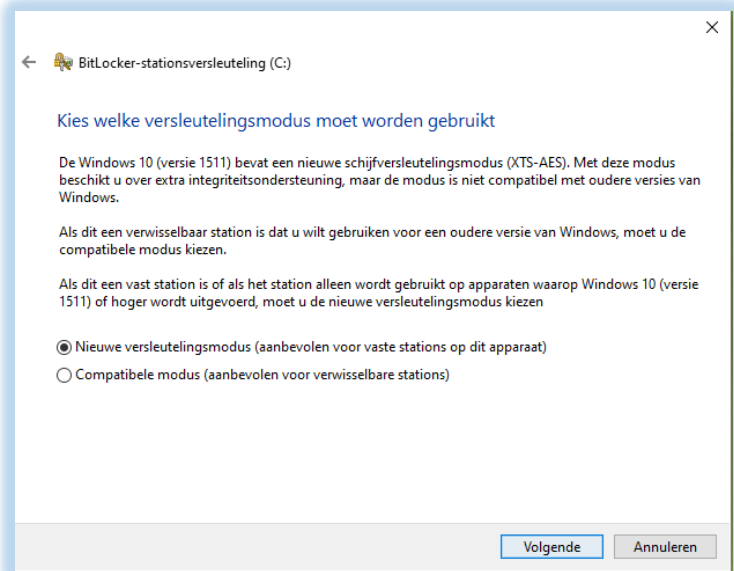 BitLocker-stationsversleuteling (C:)
Kies welke versleutelingsmodus moet worden gebruikt
De Windows 10 (versie 1511) bevat een nieuwe schijfversleutelingsmodus (XTS-AES). Met deze modus
beschikt u over extra integriteitsondersteuning, maar de modus is niet compatibel met oudere versies van
Windows.
Als dit een verwisselbaar station is dat u wilt gebruiken voor een oudere versie van Windows, moet u de
compatibele modus kiezen.
Als dit een vast station is of als het station alleen wordt gebruikt op apparaten waarop Windows 10 (versie
1511) of hoger wordt uitgevoerd, moet u de nieuwe versleutelingsmodus kiezen
Nieuwe versleutelingsmodus (aanbevolen voor vaste stations op dit apparaat)
Compatibele modus (aanbevolen voor verwisselbare stations)
Volgende
Annuleren